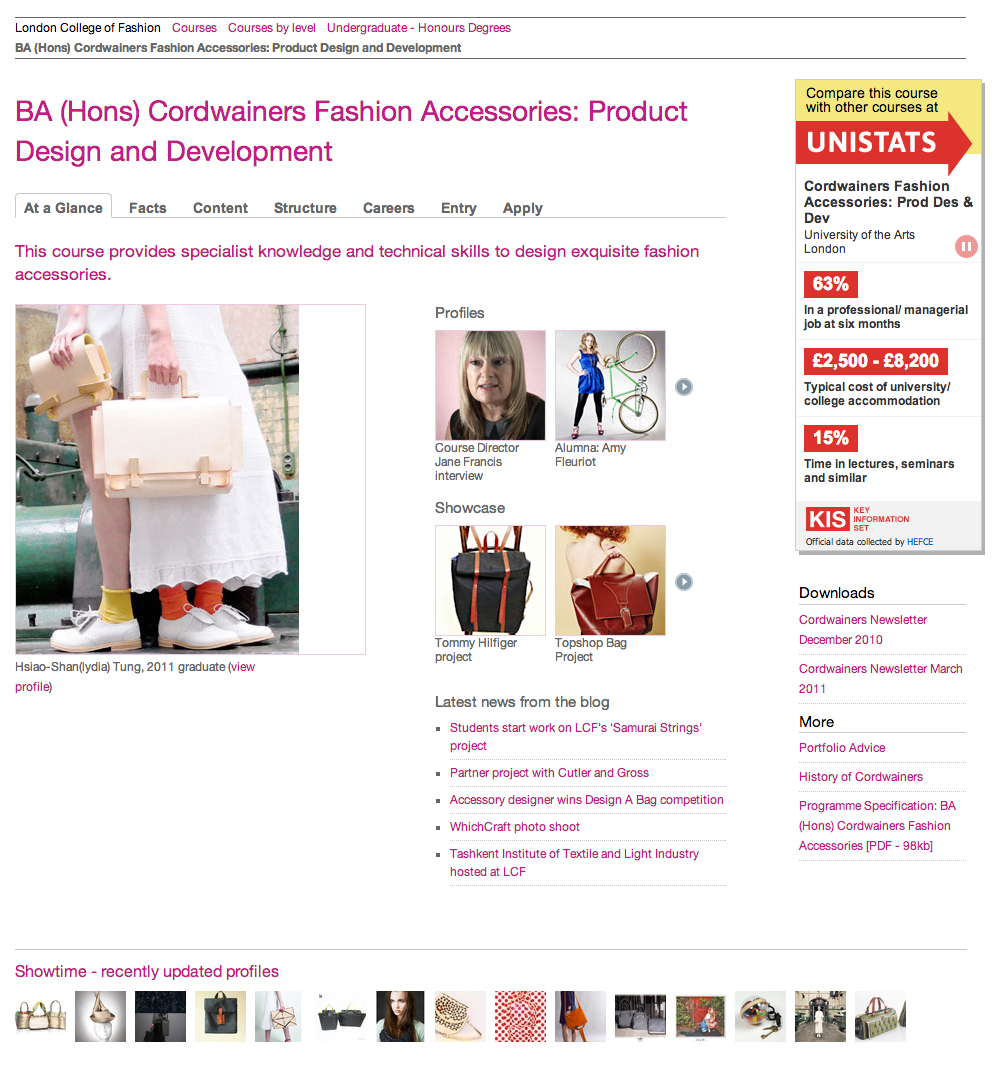 London College of Fashion Courses Courses by level Undergraduate - Honours Degrees
BA (Hons) Cordwainers Fashion Accessories: Product Design and Development
BA (Hons) Cordwainers Fashion Accessories: Product
Design and Development
At a Glance Facts Content Structure Careers Entry Apply
This course provides specialist knowledge and technical skills to design exquisite fashion
accessories.
Hsiao-Shan(lydia) Tung, 2011 graduate (view
profile)
Profiles
Course Director
Jane Francis
interview
Alumna: Amy
Fleuriot
Showcase
Tommy Hilfiger
project
Topshop Bag
Project
Latest news from the blog
Students start work on LCF's 'Samurai Strings'
project
Partner project with Cutler and Gross
Accessory designer wins Design A Bag competition
WhichCraft photo shoot
Tashkent Institute of Textile and Light Industry
hosted at LCF
Compare this course
with other courses at
UNISTATS
Cordwainers Fashion
Accessories: Prod Des &
Dev
University of the Arts
London
63%
In a professional/ managerial
job at six months
£2,500 - £8,200
Typical cost of university/
college accommodation
15%
Time in lectures, seminars
and similar
KIS KEY
INFORMATION
SET
Official data collected by HEFCE
Downloads
Cordwainers Newsletter
December 2010
Cordwainers Newsletter March
2011
More
Portfolio Advice
History of Cordwainers
Programme Specification: BA
(Hons) Cordwainers Fashion
Accessories [PDF - 98kb]
Showtime - recently updated profiles